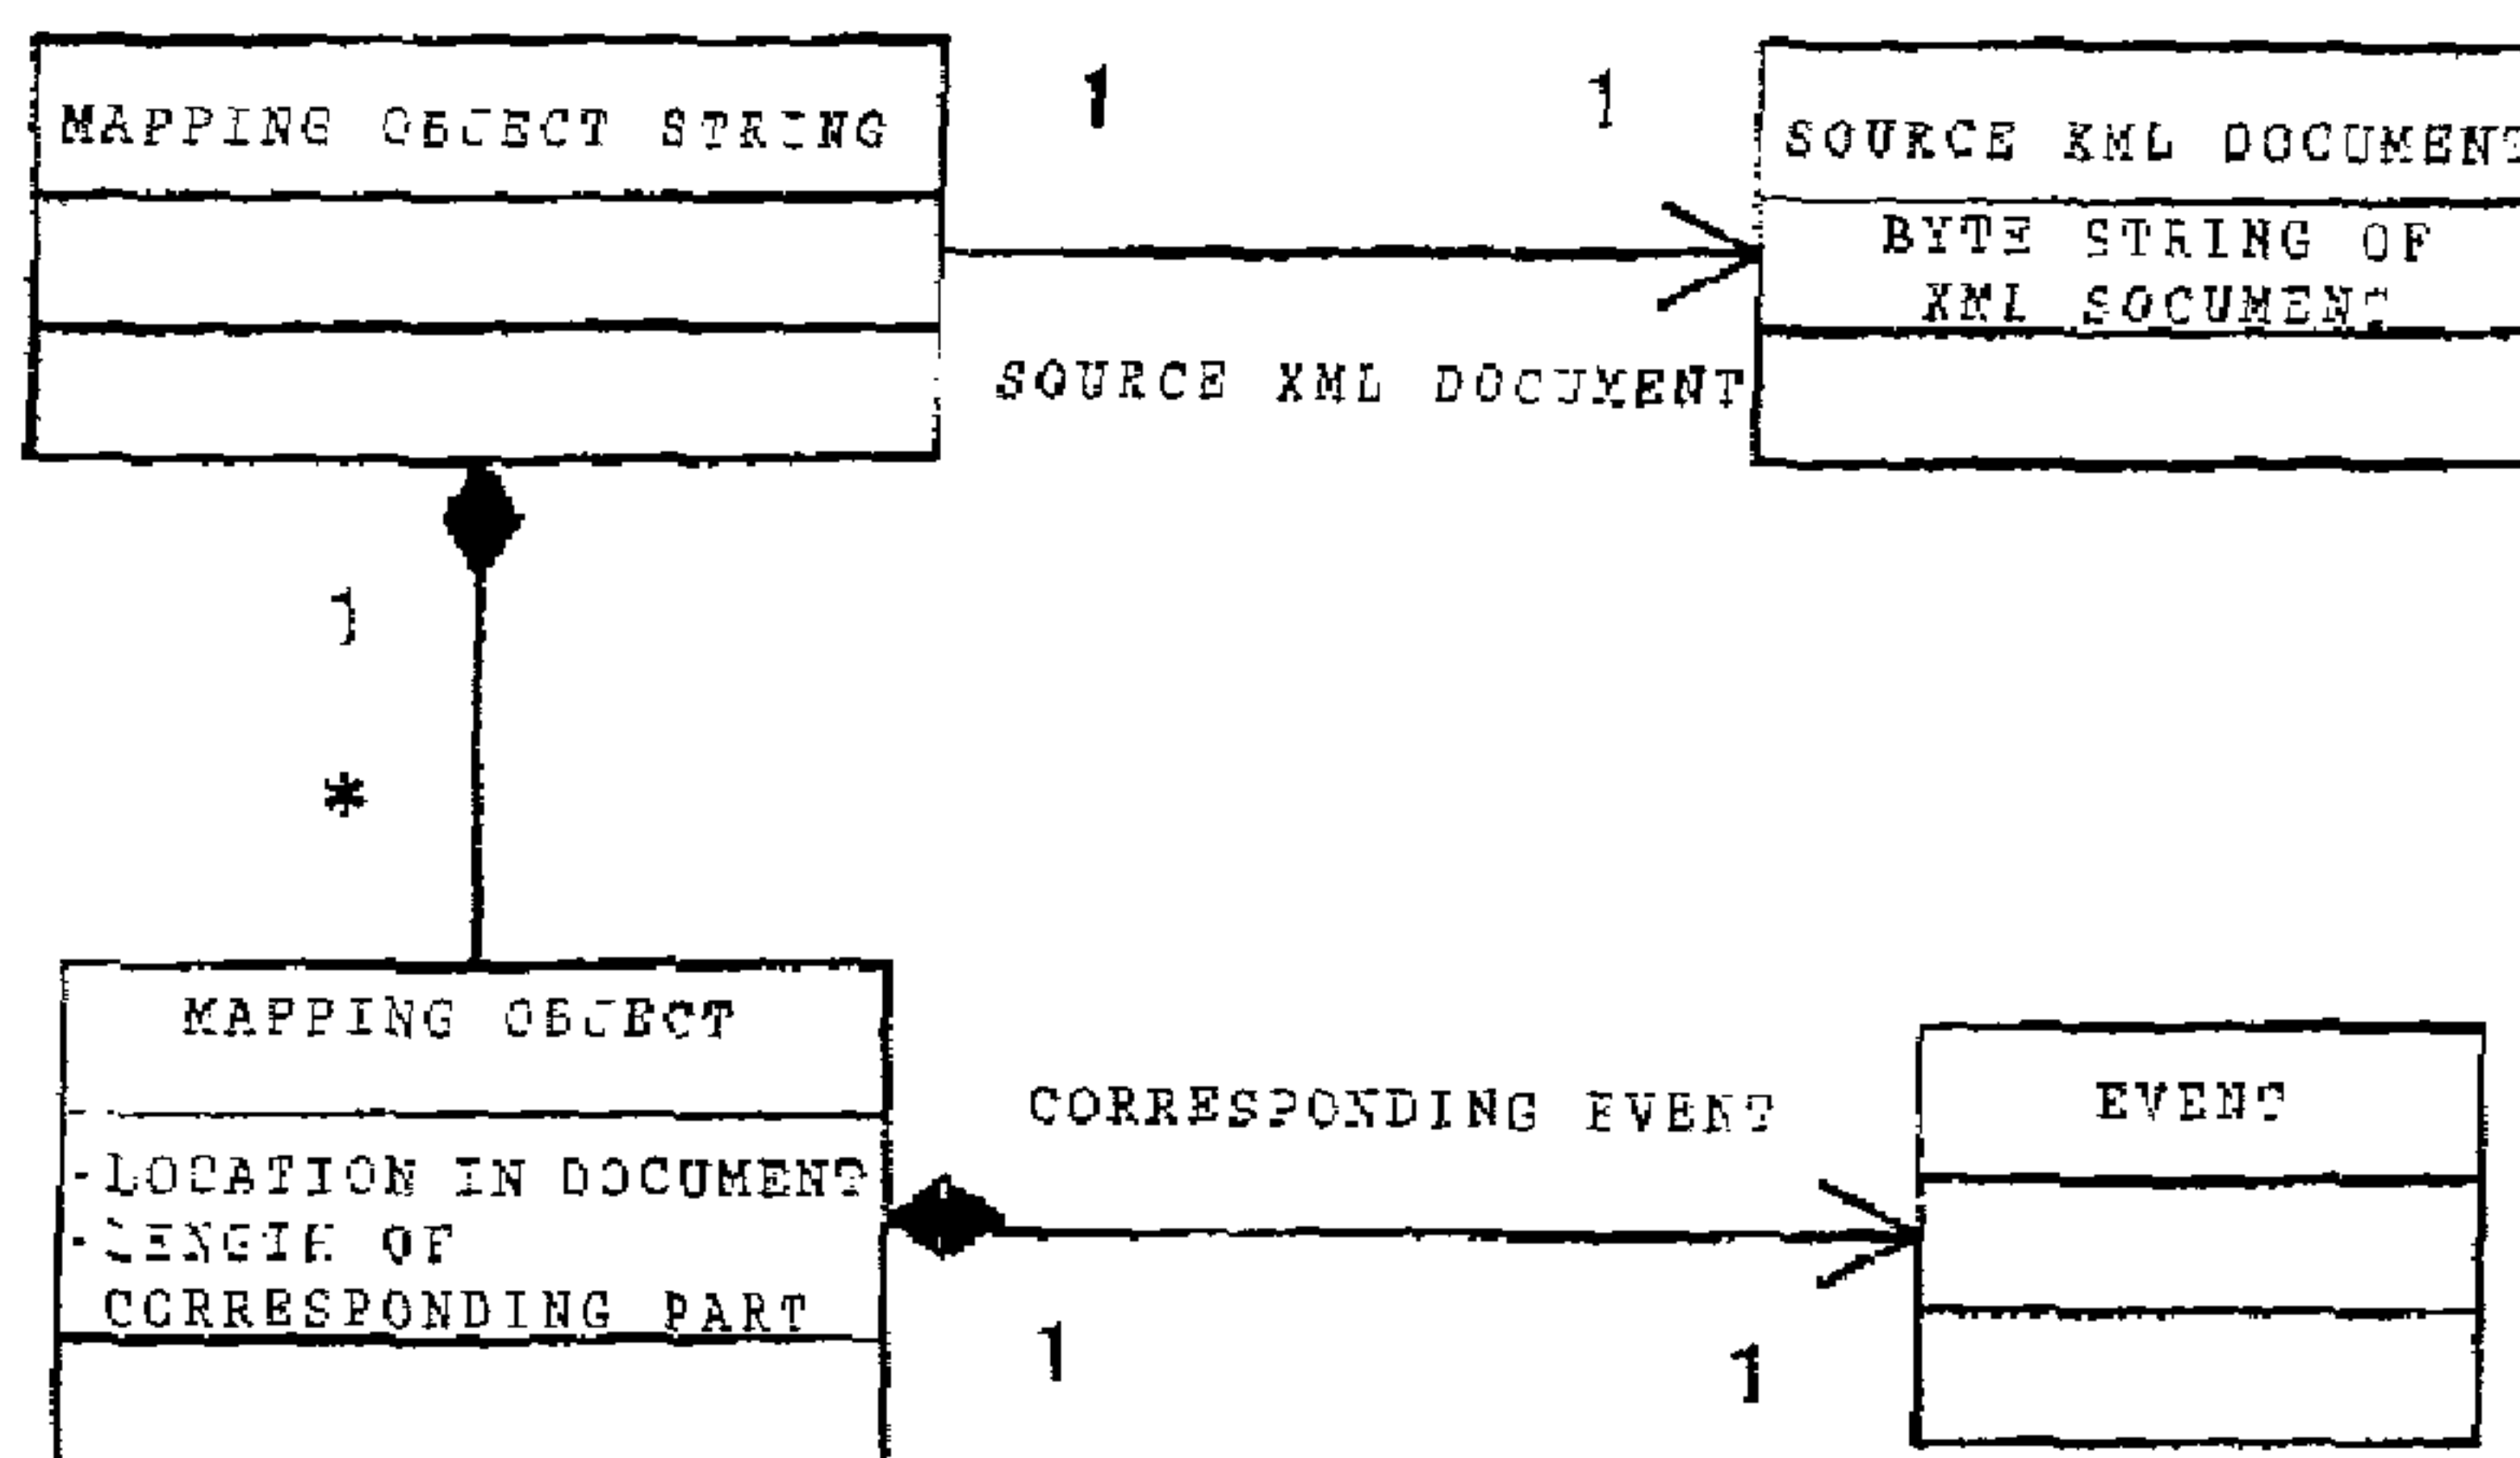 MAPPING OBJECT STRING
1
1
SOURCE XML DOCUMENT
BYTE STRING OF
XML SOCUMENT
SOURCE XML DOCUMENT
1
*
MAPPING OBJECT
-LOCATION IN DOCUMENT
-LENGTH OF
CORRESPONDING PART
CORRESPONDING EVENT
1
1
EVENT